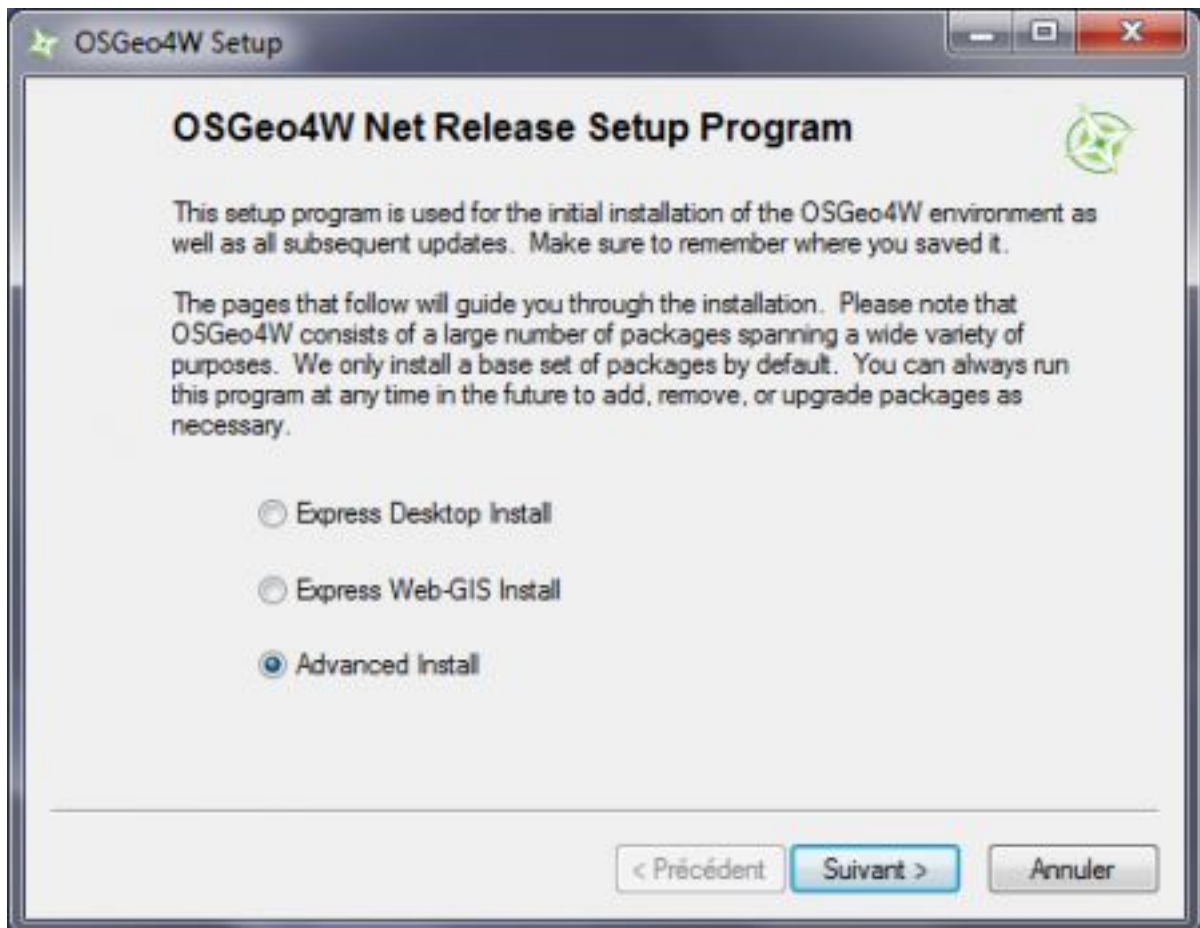 OSGeo4W Setup
OSGeo4W Net Release Setup Program
This setup program is used for the initial installation of the OSGeo4W environment as
well as all subsequent updates.  Make sure to remember where you saved it.
The pages that follow will guide you through the installation.  Please note that
OSGeo4W consists of a large number of packages spanning a wide variety of
purposes.  We only install a base set of packages by default.  You can always run
this program at any time in the future to add, remove, or upgrade packages as
necessary.
Express Desktop Install
Express Web-GIS Install
Advanced Install
< Précédent
Suivant >
Annuler